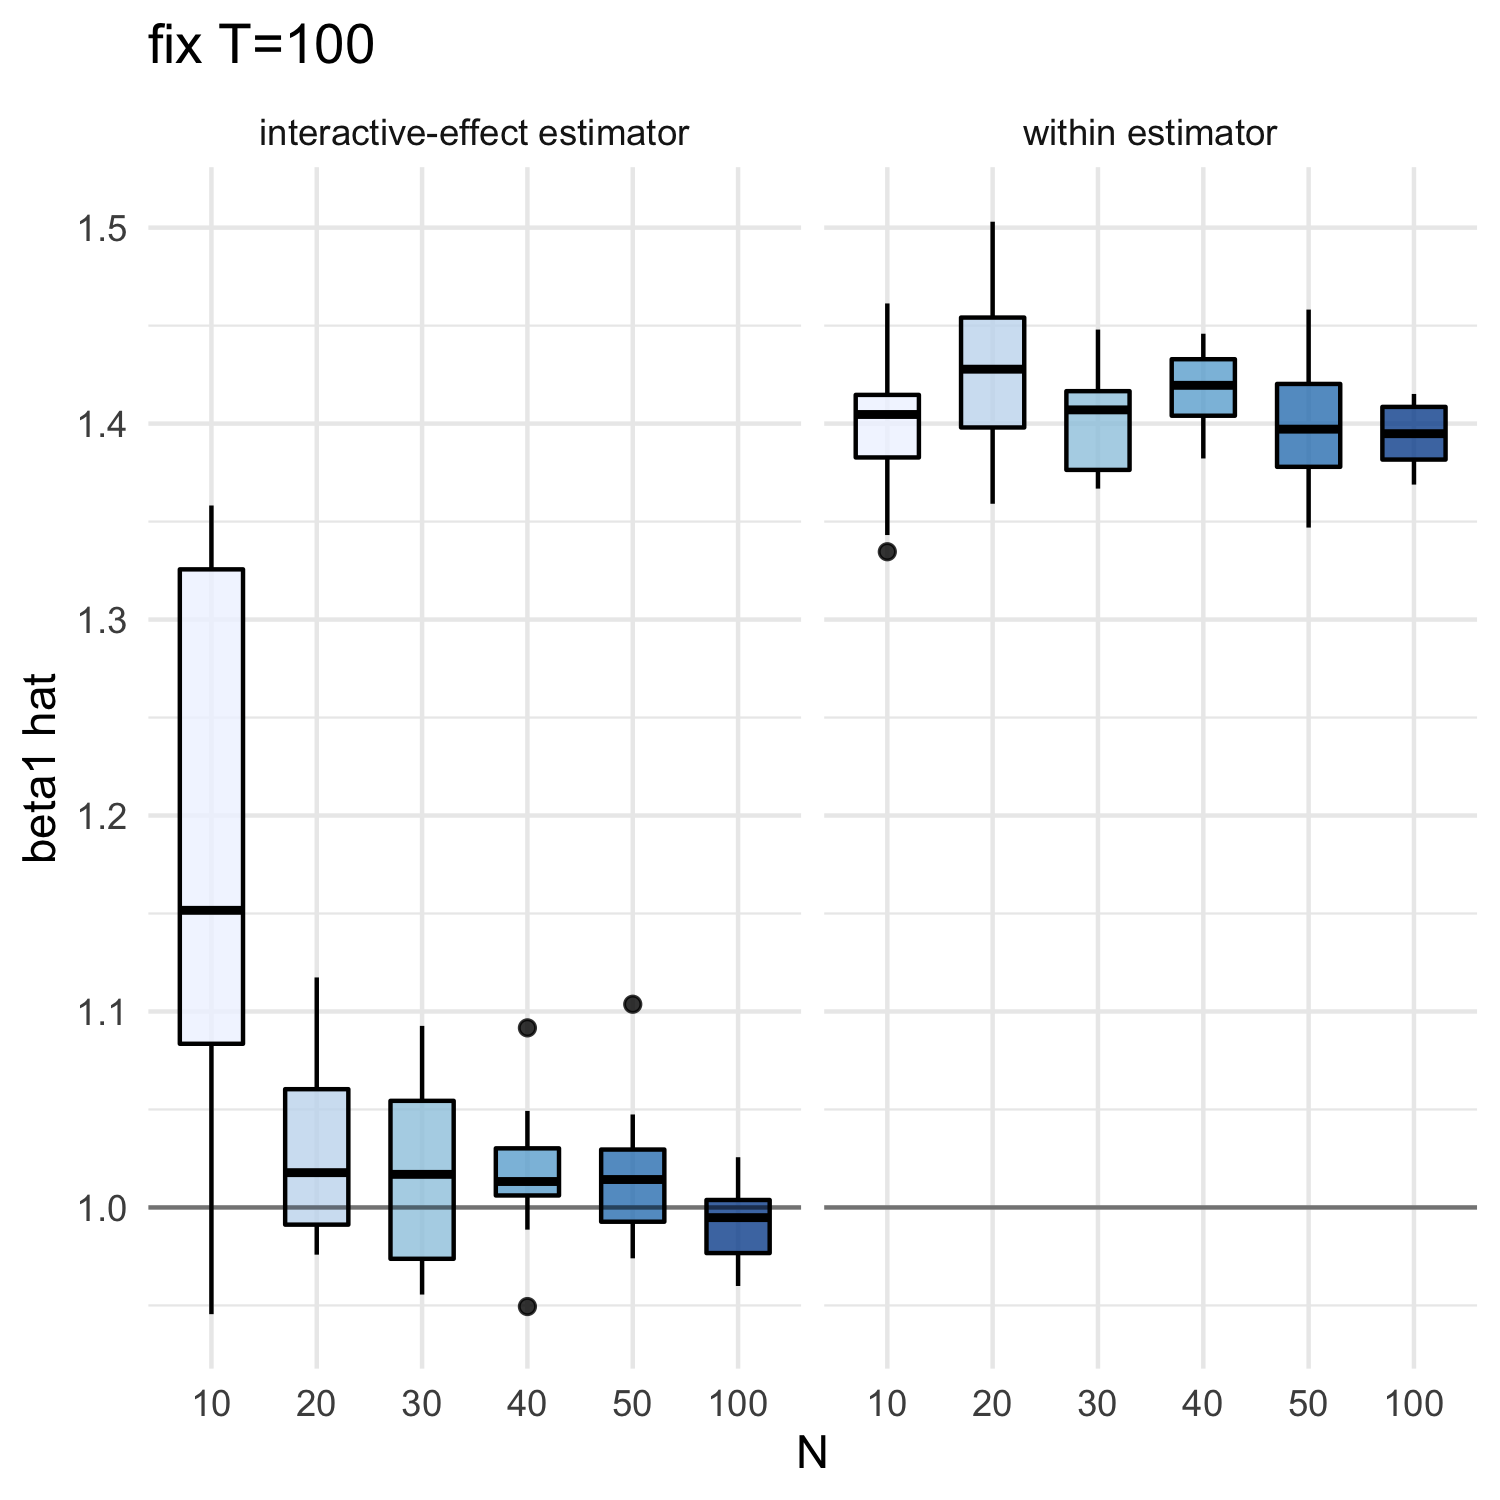 fix T=100
interactive-effect estimator
within estimator
1.5
1.4
1.3
1.2
1.1
1.0
beta1 hat
10 20 30 40 50 100
10 20 30 40 50 100
N